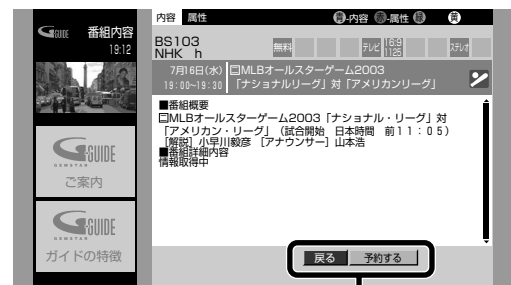 GGUIDE 番組内容
19:12
GUIDE
GEMSTAR
ご案内
GUIDE
GEMSTAR
ガイドの特徴
内容 属性
青-内容 赤-属性 緑 黄
BS103
NHK h
無料
テレビ 16:9 1125
ステレオ
7月16日(水)
19:00~19:30
MLBオールスターゲーム2003
「ナショナルリーグ」対「アメリカンリーグ」
■番組概要
MLBオールスターゲーム2003「ナショナル・リーグ」対
「アメリカン・リーグ」(試合開始 日本時間 前11:05)
[解説]小早川毅彦 [アナウンサー]山本浩
■番組詳細内容
情報取得中
戻る 予約する